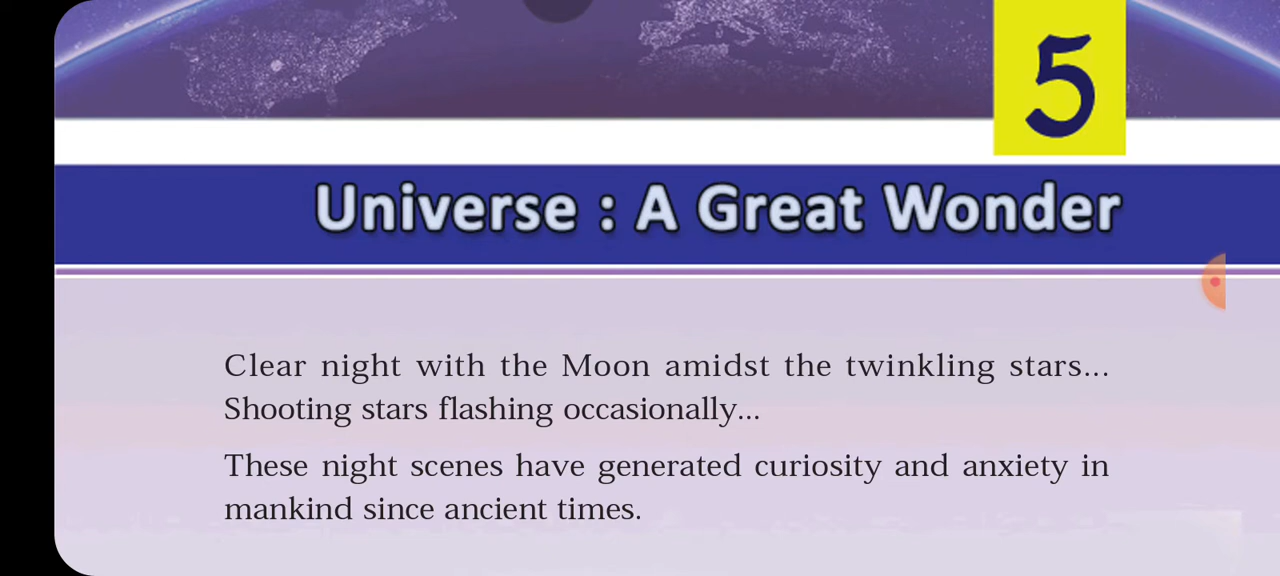 5
Universe : A Great Wonder
Clear night with the Moon amidst the twinkling stars...
Shooting stars flashing occasionally...
These night scenes have generated curiosity and anxiety in
mankind since ancient times.